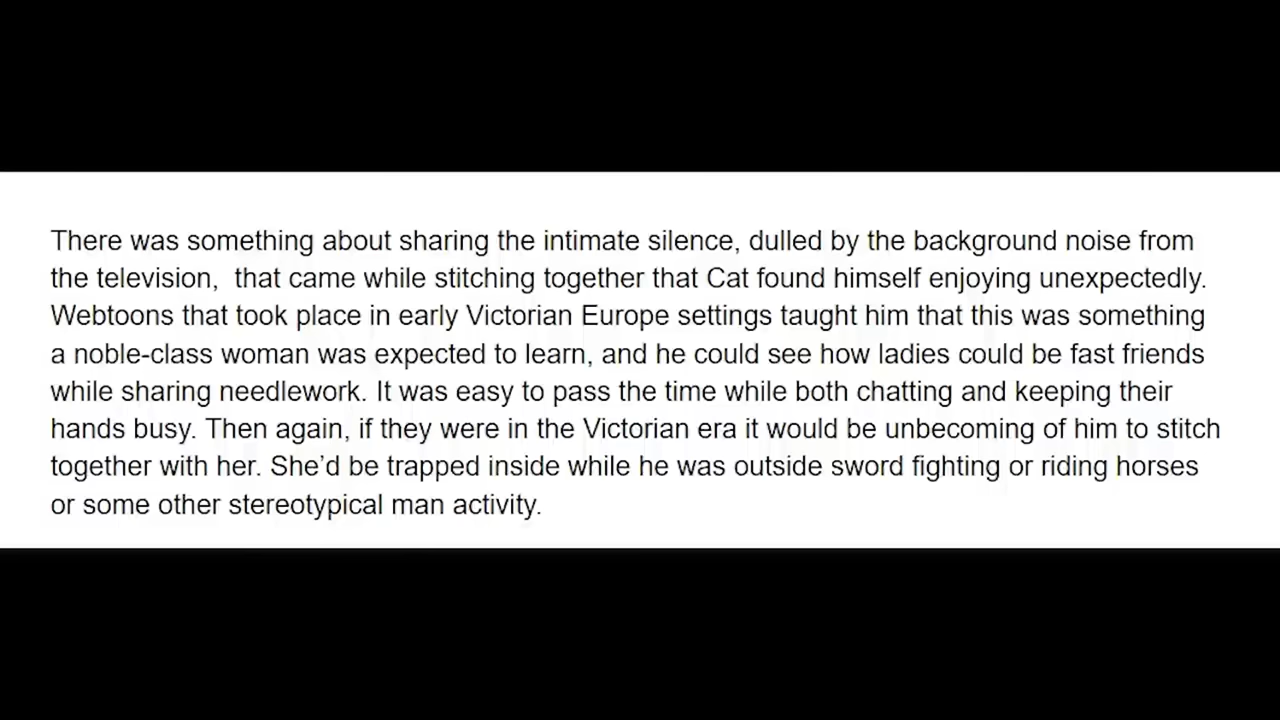 There was something about sharing the intimate silence, dulled by the background noise from
the television,  that came while stitching together that Cat found himself enjoying unexpectedly.
Webtoons that took place in early Victorian Europe settings taught him that this was something
a noble-class woman was expected to learn, and he could see how ladies could be fast friends
while sharing needlework. It was easy to pass the time while both chatting and keeping their
hands busy. Then again, if they were in the Victorian era it would be unbecoming of him to stitch
together with her. She’d be trapped inside while he was outside sword fighting or riding horses
or some other stereotypical man activity.